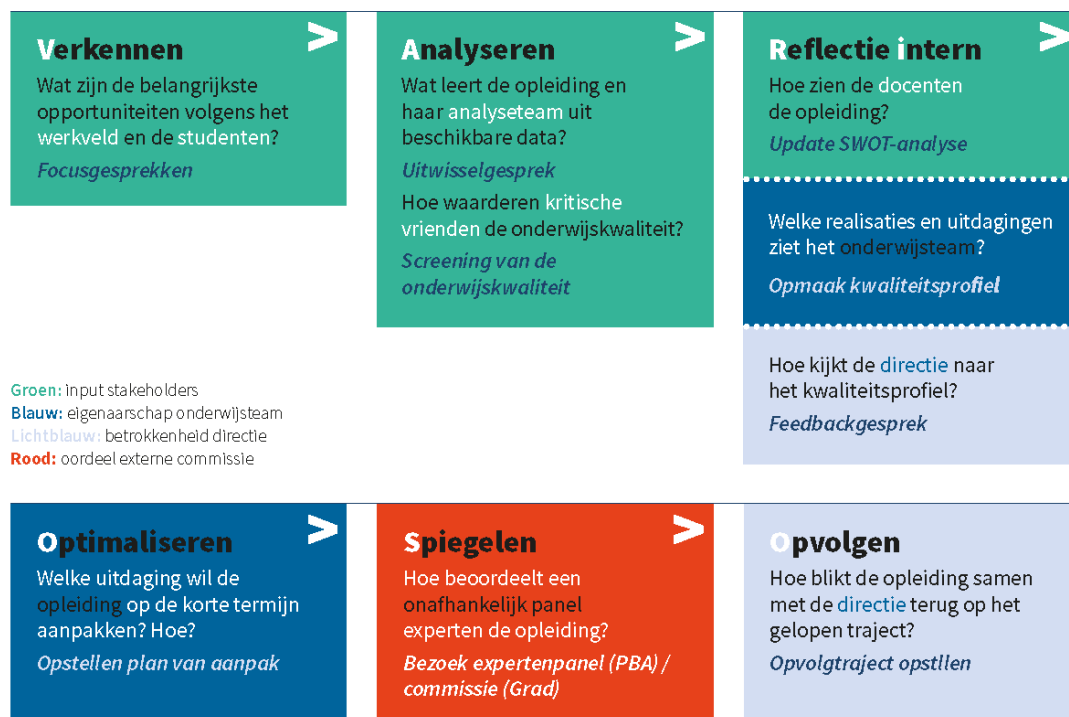 Verkennen >
Wat zijn de belangrijkste
opportuniteiten volgens het
werkveld en de studenten?
Focusgesprekken
Analyseren >
Wat leert de opleiding en
haar analyseteam uit
beschikbare data?
Uitwisselgesprek
Hoe waarderen kritische
vrienden de onderwijskwaliteit?
Screening van de
onderwijskwaliteit
Reflectie intern >
Hoe zien de docenten
de opleiding?
Update SWOT-analyse
Welke realisaties en uitdagingen
ziet het onderwijsteam?
Opmaak kwaliteitsprofiel
Hoe kijkt de directie naar
het kwaliteitsprofiel?
Feedbackgesprek
Groen: input stakeholders
Blauw: eigenaarschap onderwijsteam
Lichtblauw: betrokkenheid directie
Rood: oordeel externe commissie
Optimaliseren >
Welke uitdaging wil de
opleiding op de korte termijn
aanpakken? Hoe?
Opstellen plan van aanpak
Spiegelen >
Hoe beoordeelt een
onafhankelijk panel
experten de opleiding?
Bezoek expertenpanel (PBA) /
commissie (Grad)
Opvolgen
Hoe blikt de opleiding samen
met de directie terug op het
gelopen traject?
Opvolgtraject opstllen